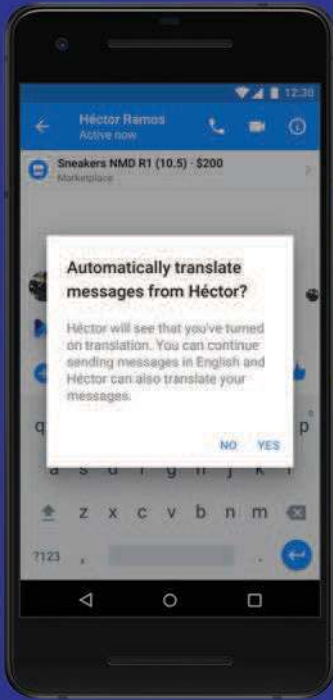 12:30
Héctor Ramos
Active now
Sneakers NMD R1 (10.5) · $200
Marketplace
Automatically translate
messages from Héctor?
Héctor will see that you've turned
on translation. You can continue
sending messages in English and
Héctor can also translate your
messages.
NO YES
q p
a s d f g h j k l
z x c v b n m
?123 , .